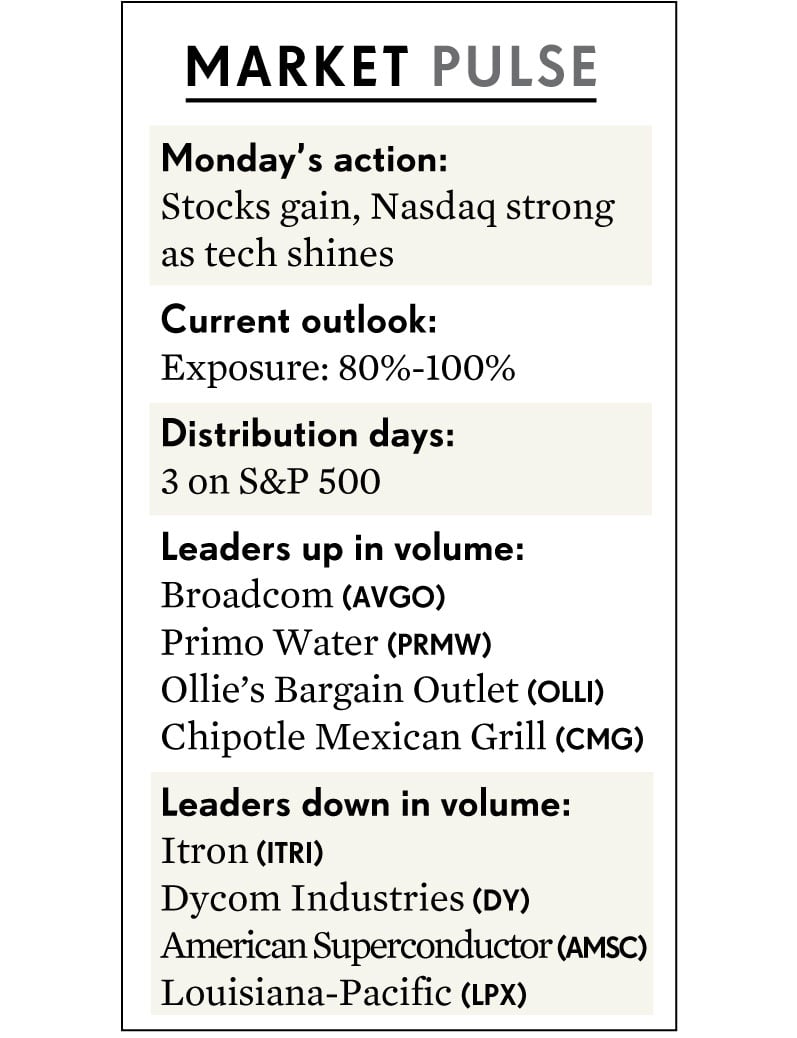 MARKET PULSE
Monday's action:
Stocks gain, Nasdaq strong
as tech shines
Current outlook:
Exposure: 80%-100%
Distribution days:
3 on S&P 500
Leaders up in volume:
Broadcom (AVGO)
Primo Water (PRMW)
Ollie’s Bargain Outlet (OLLI)
Chipotle Mexican Grill (CMG)
Leaders down in volume:
Itron (ITRI)
Dycom Industries (DY)
American Superconductor (AMSC)
Louisiana-Pacific (LPX)